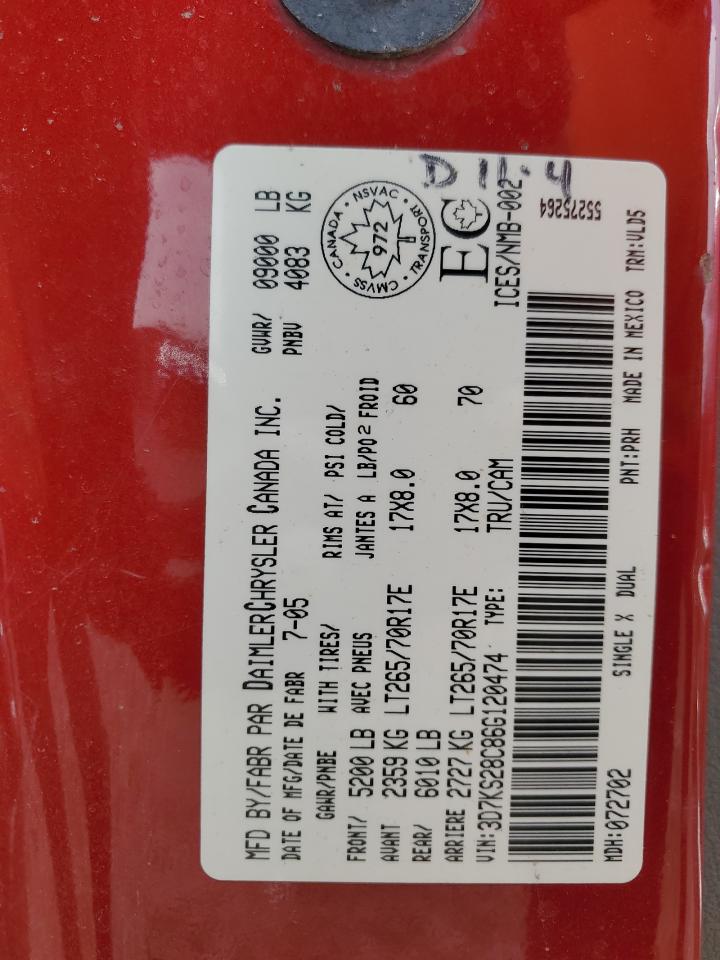 D 11.4
MFD BY/FABR PAR DAIMLERCHRYSLER CANADA INC.
DATE OF MFG/DATE DE FABR 7-05
GVWR/ 09000 LB
PNBV 4083 KG
GAWR/PNBE WITH TIRES/ RIMS AT/ PSI COLD/
FRONT/ 5200 LB AVEC PNEUS JANTES A LB/PO² FROID
AVANT 2359 KG LT265/70R17E 17X8.0 60
REAR/ 6010 LB
ARRIERE 2727 KG LT265/70R17E 17X8.0 70
VIN:3D7KS28C86G120474 TYPE: TRU/CAM
CANADA · NSVAC · TRANSPORT · CMVSS ·
972
EC
ICES/NMB-002
55275264
MDH:072702 SINGLE X DUAL PNT:PRH MADE IN MEXICO TRM:VLD5